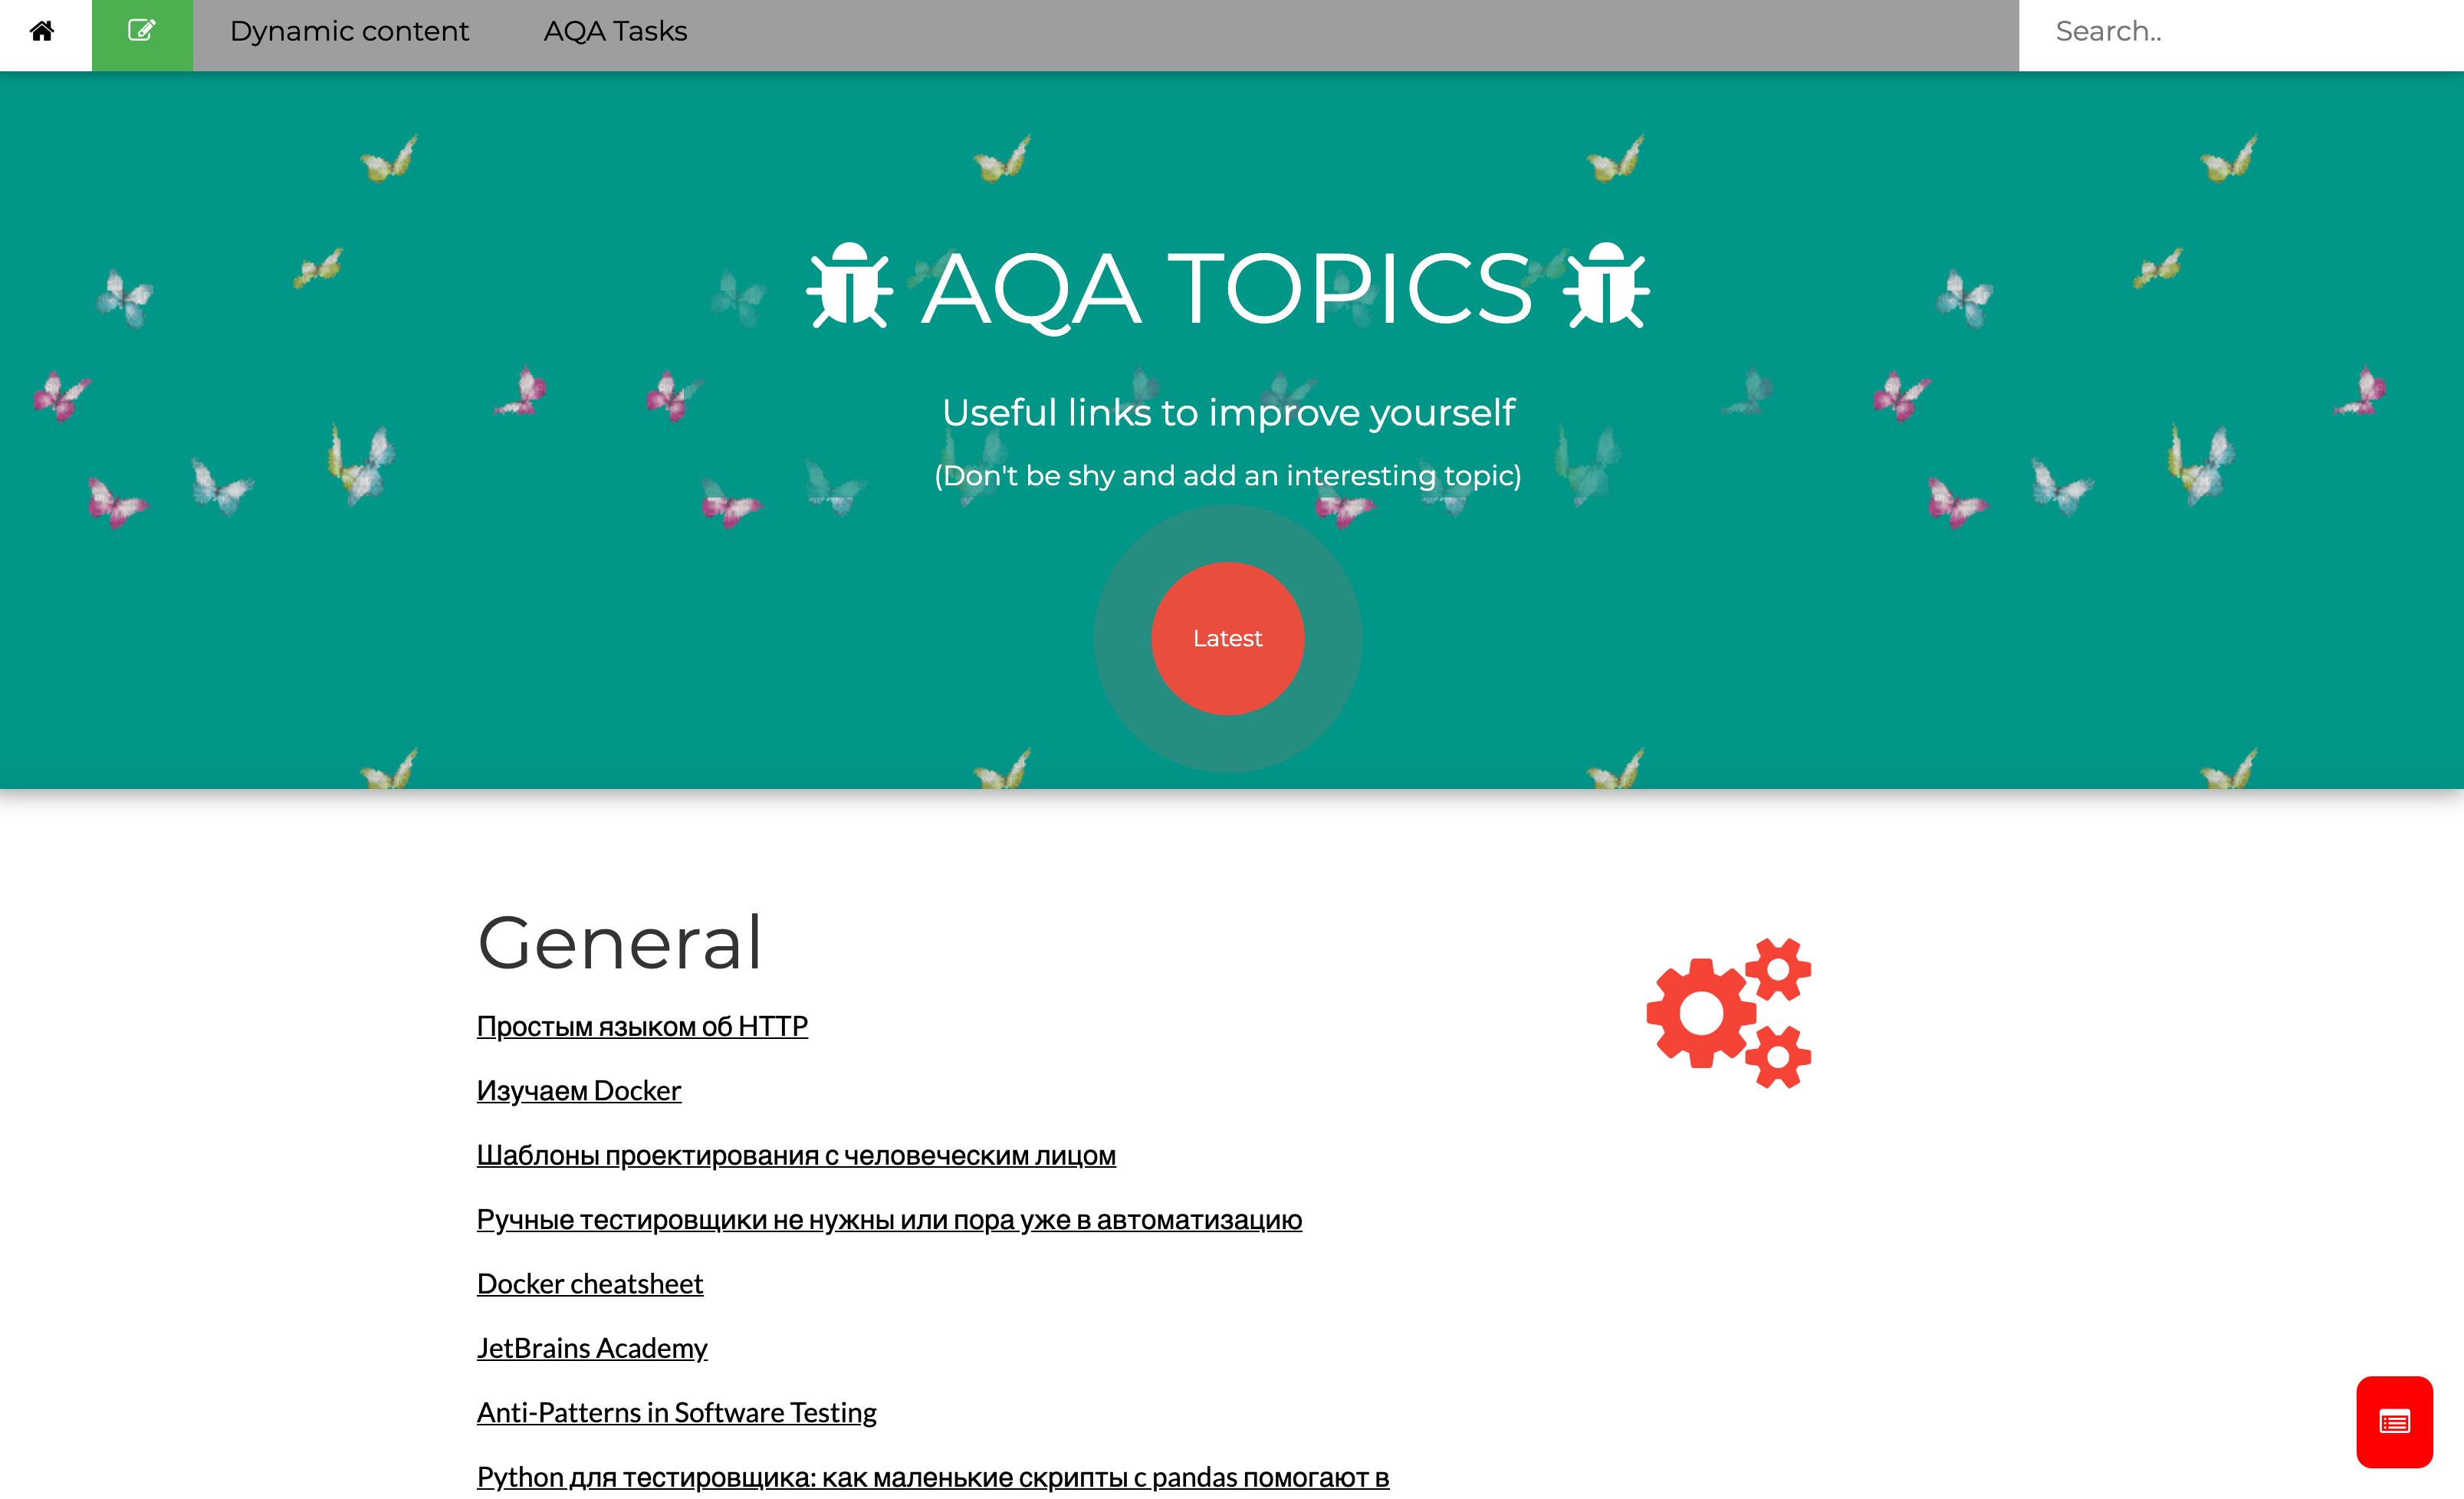 Dynamic content
AQA Tasks
Search..
AQA TOPICS
Useful links to improve yourself
(Don't be shy and add an interesting topic)
Latest
General
Простым языком об HTTP
Изучаем Docker
Шаблоны проектирования с человеческим лицом
Ручные тестировщики не нужны или пора уже в автоматизацию
Docker cheatsheet
JetBrains Academy
Anti-Patterns in Software Testing
Python для тестировщика: как маленькие скрипты с pandas помогают в